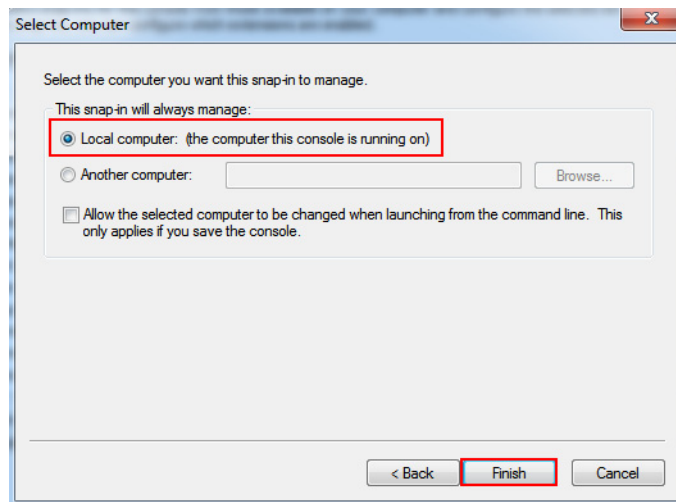 Select Computer
Select the computer you want this snap-in to manage.
This snap-in will always manage:
Local computer: (the computer this console is running on)
Another computer:
Browse...
Allow the selected computer to be changed when launching from the command line. This
only applies if you save the console.
< Back
Finish
Cancel